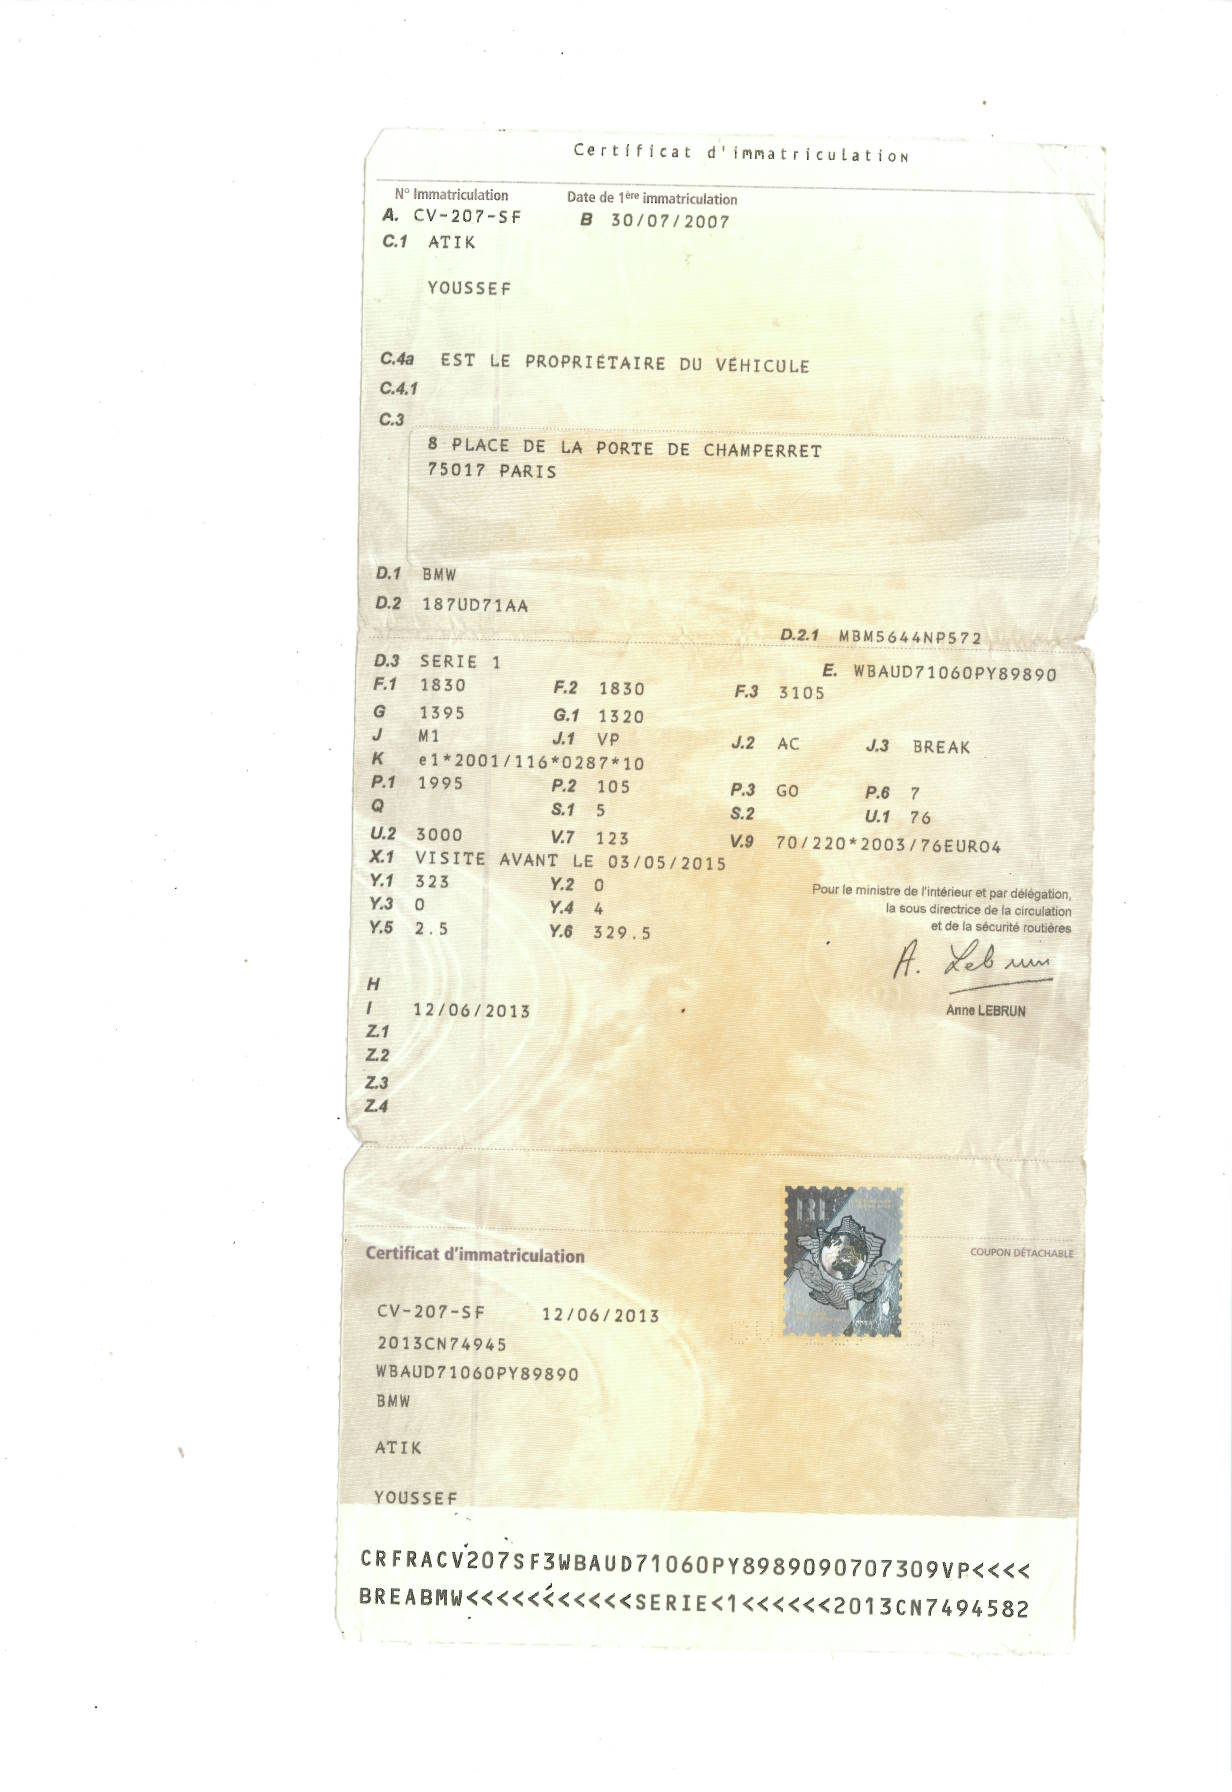 Certificat d'immatriculation
N° Immatriculation Date de 1ère immatriculation
A. CV-207-SF B 30/07/2007
C.1 ATIK
YOUSSEF
C.4a EST LE PROPRIÉTAIRE DU VÉHICULE
C.4.1
C.3
8 PLACE DE LA PORTE DE CHAMPERRET
75017 PARIS
D.1 BMW
D.2 187UD71AA
D.2.1 MBM5644NP572
D.3 SERIE 1 E. WBAUD71060PY89890
F.1 1830 F.2 1830 F.3 3105
G 1395 G.1 1320
J M1 J.1 VP J.2 AC J.3 BREAK
K e1*2001/116*0287*10
P.1 1995 P.2 105 P.3 GO P.6 7
Q S.1 5 S.2 U.1 76
U.2 3000 V.7 123 V.9 70/220*2003/76EURO4
X.1 VISITE AVANT LE 03/05/2015
Y.1 323 Y.2 0
Y.3 0 Y.4 4
Y.5 2.5 Y.6 329.5
Pour le ministre de l'intérieur et par délégation,
la sous directrice de la circulation
et de la sécurité routières
A. Lebrun
Anne LEBRUN
H
I 12/06/2013
Z.1
Z.2
Z.3
Z.4
Certificat d'immatriculation COUPON DÉTACHABLE
CV-207-SF 12/06/2013
2013CN74945
WBAUD71060PY89890
BMW
ATIK
YOUSSEF
CRFRACV207SF3WBAUD71060PY8989090707309VP<<<<
BREABMW<<<<<<<<<<<SERIE<1<<<<<<2013CN7494582